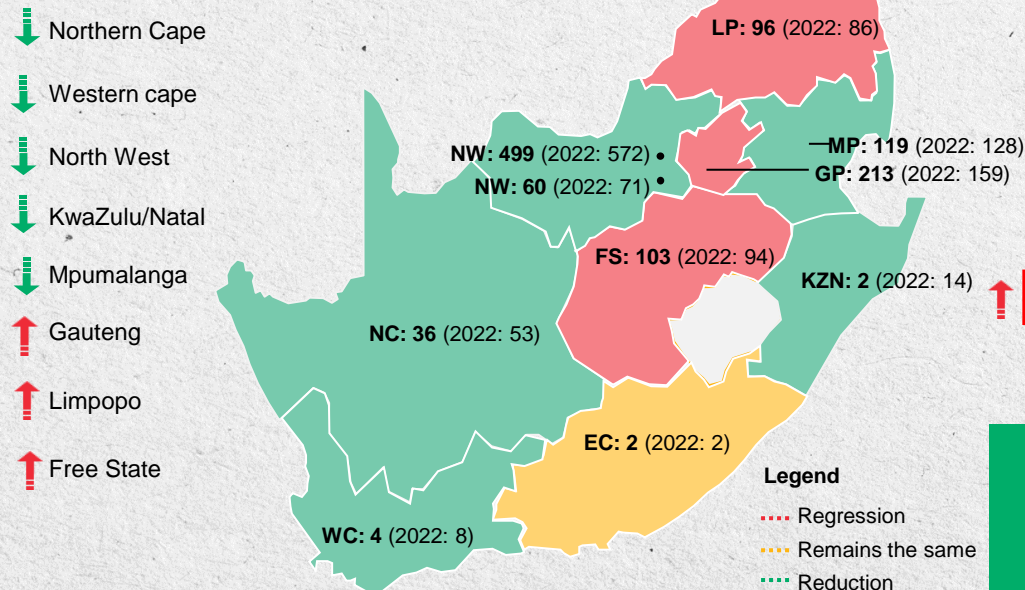 Northern Cape
Western cape
North West
KwaZulu/Natal
Mpumalanga
Gauteng
Limpopo
Free State
LP: 96 (2022: 86)
NW: 499 (2022: 572)
NW: 60 (2022: 71)
MP: 119 (2022: 128)
GP: 213 (2022: 159)
FS: 103 (2022: 94)
KZN: 2 (2022: 14)
NC: 36 (2022: 53)
EC: 2 (2022: 2)
WC: 4 (2022: 8)
Legend
Regression
Remains the same
Reduction